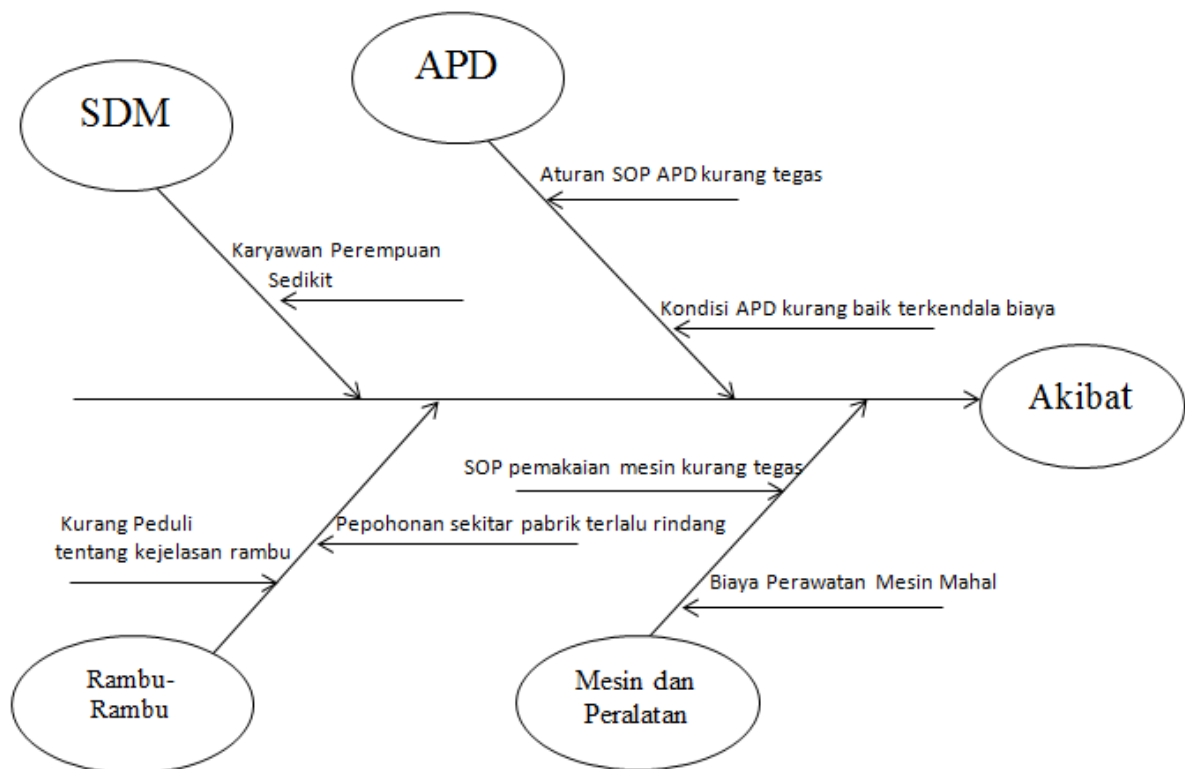 APD
SDM
Aturan SOP APD kurang tegas
Karyawan Perempuan
Sedikit
Kondisi APD kurang baik terkendala biaya
Akibat
SOP pemakaian mesin kurang tegas
Kurang Peduli
tentang kejelasan rambu
Pepohonan sekitar pabrik terlalu rindang
Biaya Perawatan Mesin Mahal
Rambu-
Rambu
Mesin dan
Peralatan